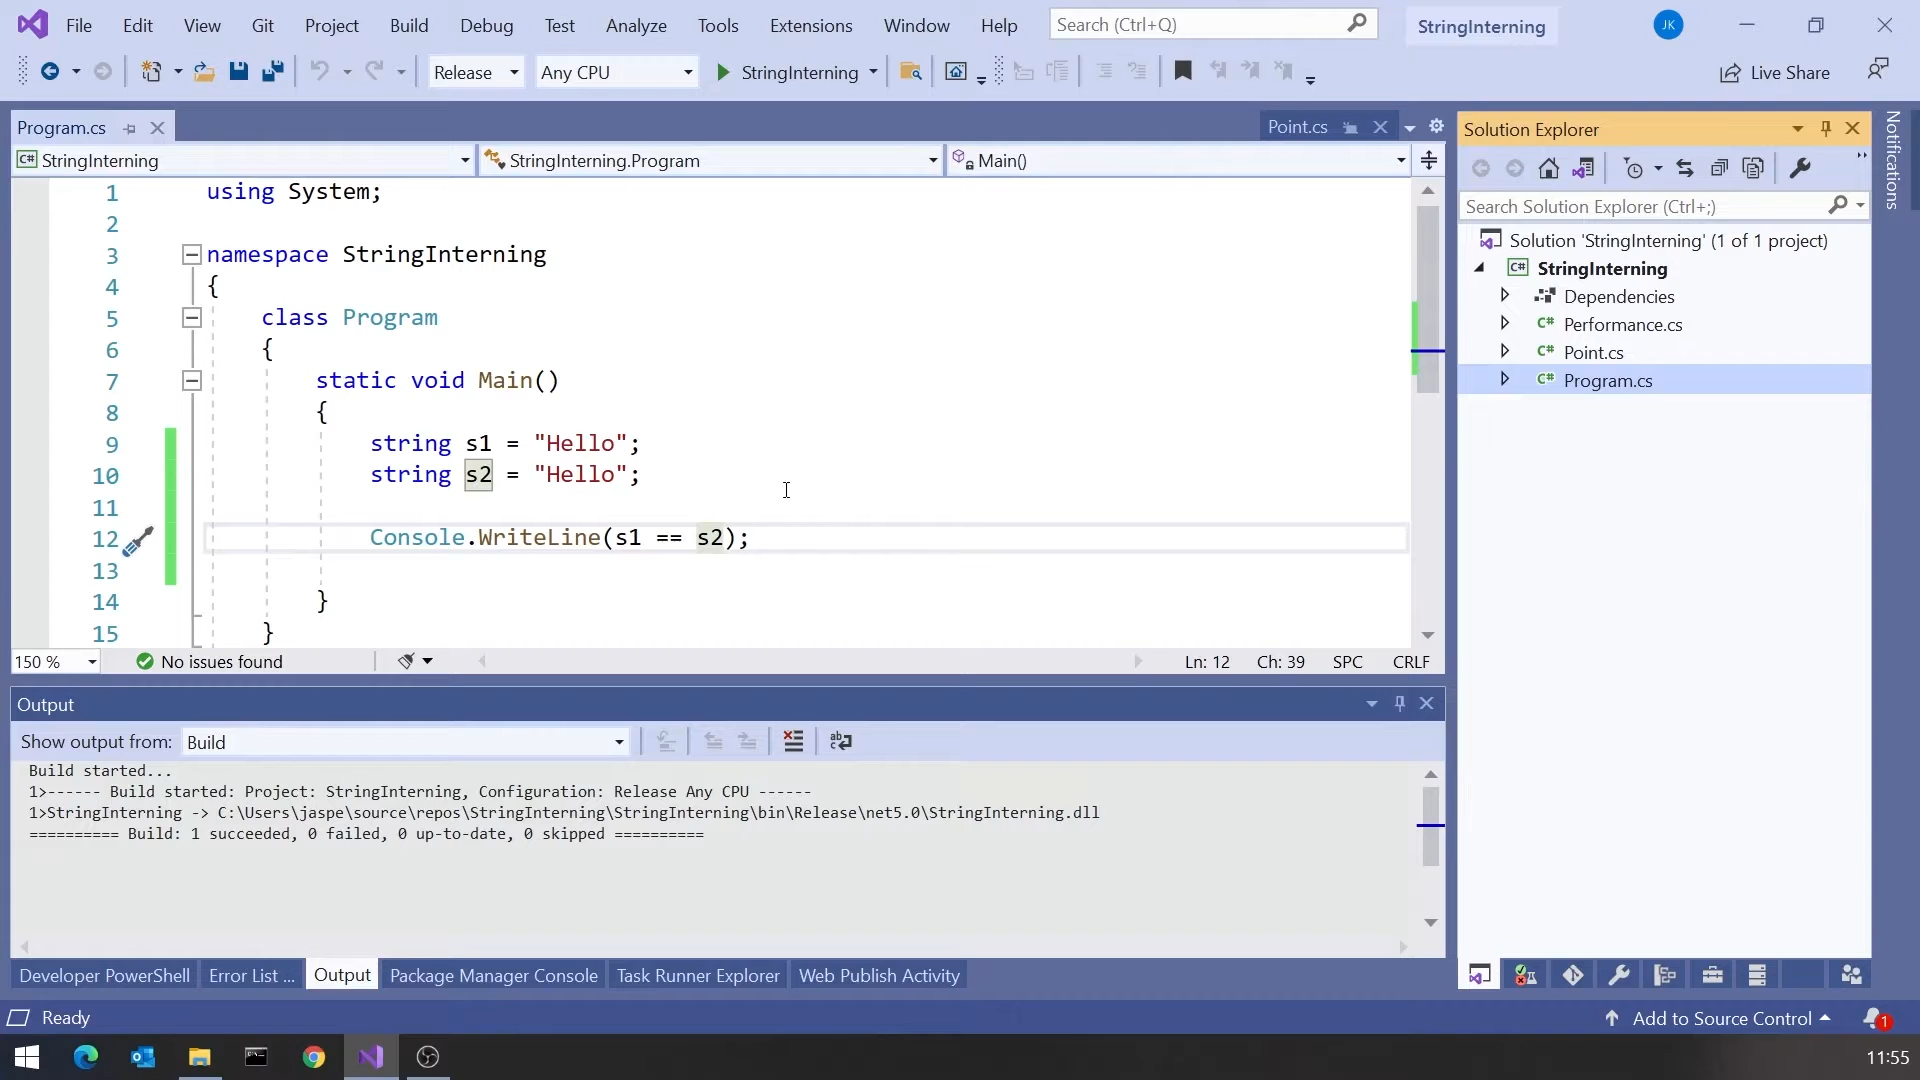 File Edit View Git Project Build Debug Test Analyze Tools Extensions Window Help Search (Ctrl+Q) StringInterning JK
Release Any CPU StringInterning Live Share
Program.cs Point.cs
StringInterning StringInterning.Program Main()
1 using System;
2
3 namespace StringInterning
4 {
5 class Program
6 {
7 static void Main()
8 {
9 string s1 = "Hello";
10 string s2 = "Hello";
11
12 Console.WriteLine(s1 == s2);
13
14 }
15 }
150 % No issues found Ln: 12 Ch: 39 SPC CRLF
Output
Show output from: Build
Build started...
1>------ Build started: Project: StringInterning, Configuration: Release Any CPU ------
1>StringInterning -> C:\Users\jaspe\source\repos\StringInterning\StringInterning\bin\Release\net5.0\StringInterning.dll
========== Build: 1 succeeded, 0 failed, 0 up-to-date, 0 skipped ==========
Developer PowerShell Error List ... Output Package Manager Console Task Runner Explorer Web Publish Activity
Solution Explorer
Search Solution Explorer (Ctrl+;)
Solution 'StringInterning' (1 of 1 project)
C# StringInterning
Dependencies
C# Performance.cs
C# Point.cs
C# Program.cs
Notifications
Ready Add to Source Control 1
11:55